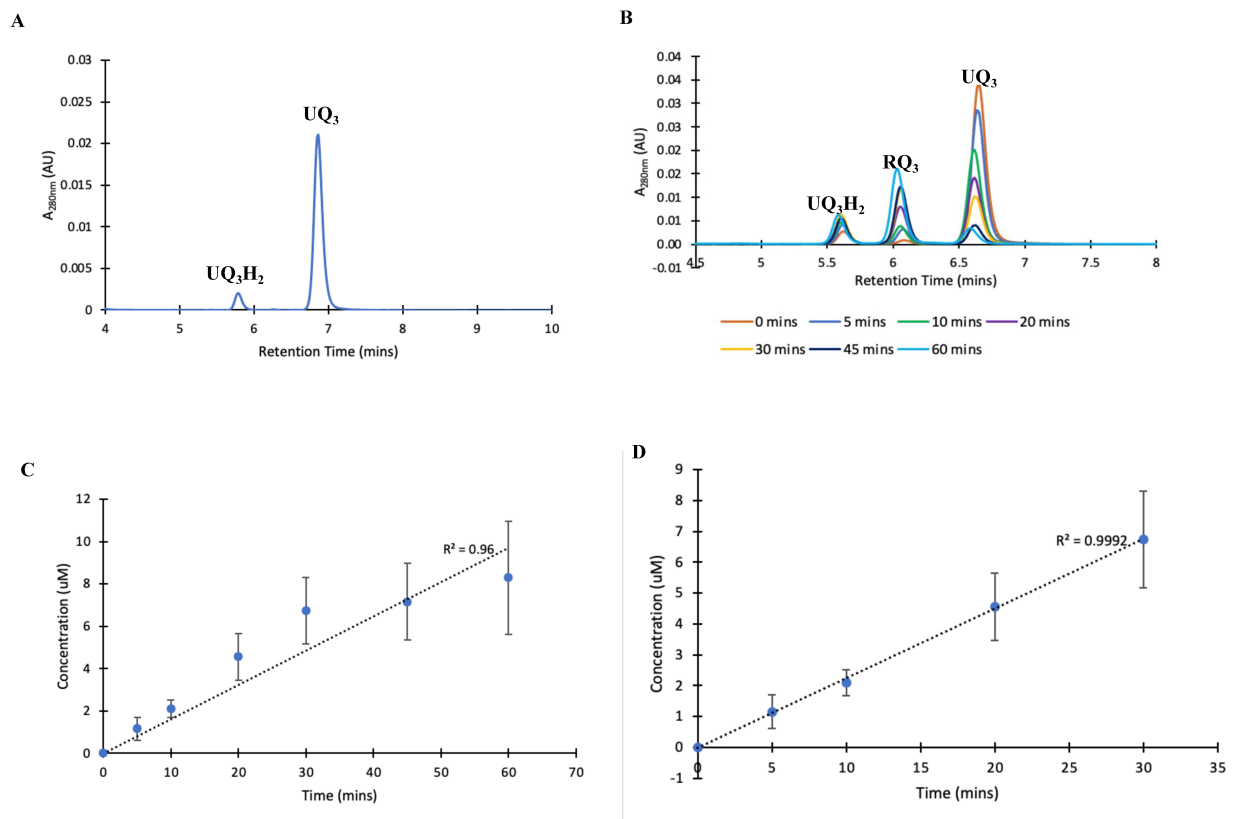 A
0.03
0.025
0.02
0.015
0.01
0.005
0
A280nm (AU)
UQ3
UQ3H2
4 5 6 7 8 9 10
Retention Time (mins)
B
0.04
0.04
0.03
0.03
0.02
0.02
0.01
0.01
0.00
-0.01
A280nm (AU)
UQ3
RQ3
UQ3H2
4.5 5 5.5 6 6.5 7 7.5 8
Retention Time (mins)
0 mins 5 mins 10 mins 20 mins
30 mins 45 mins 60 mins
C
12
10
8
6
4
2
0
Concentration (uM)
R² = 0.96
0 10 20 30 40 50 60 70
Time (mins)
D
9
8
7
6
5
4
3
2
1
0
-1
Concentration (uM)
R² = 0.9992
0 5 10 15 20 25 30 35
Time (mins)